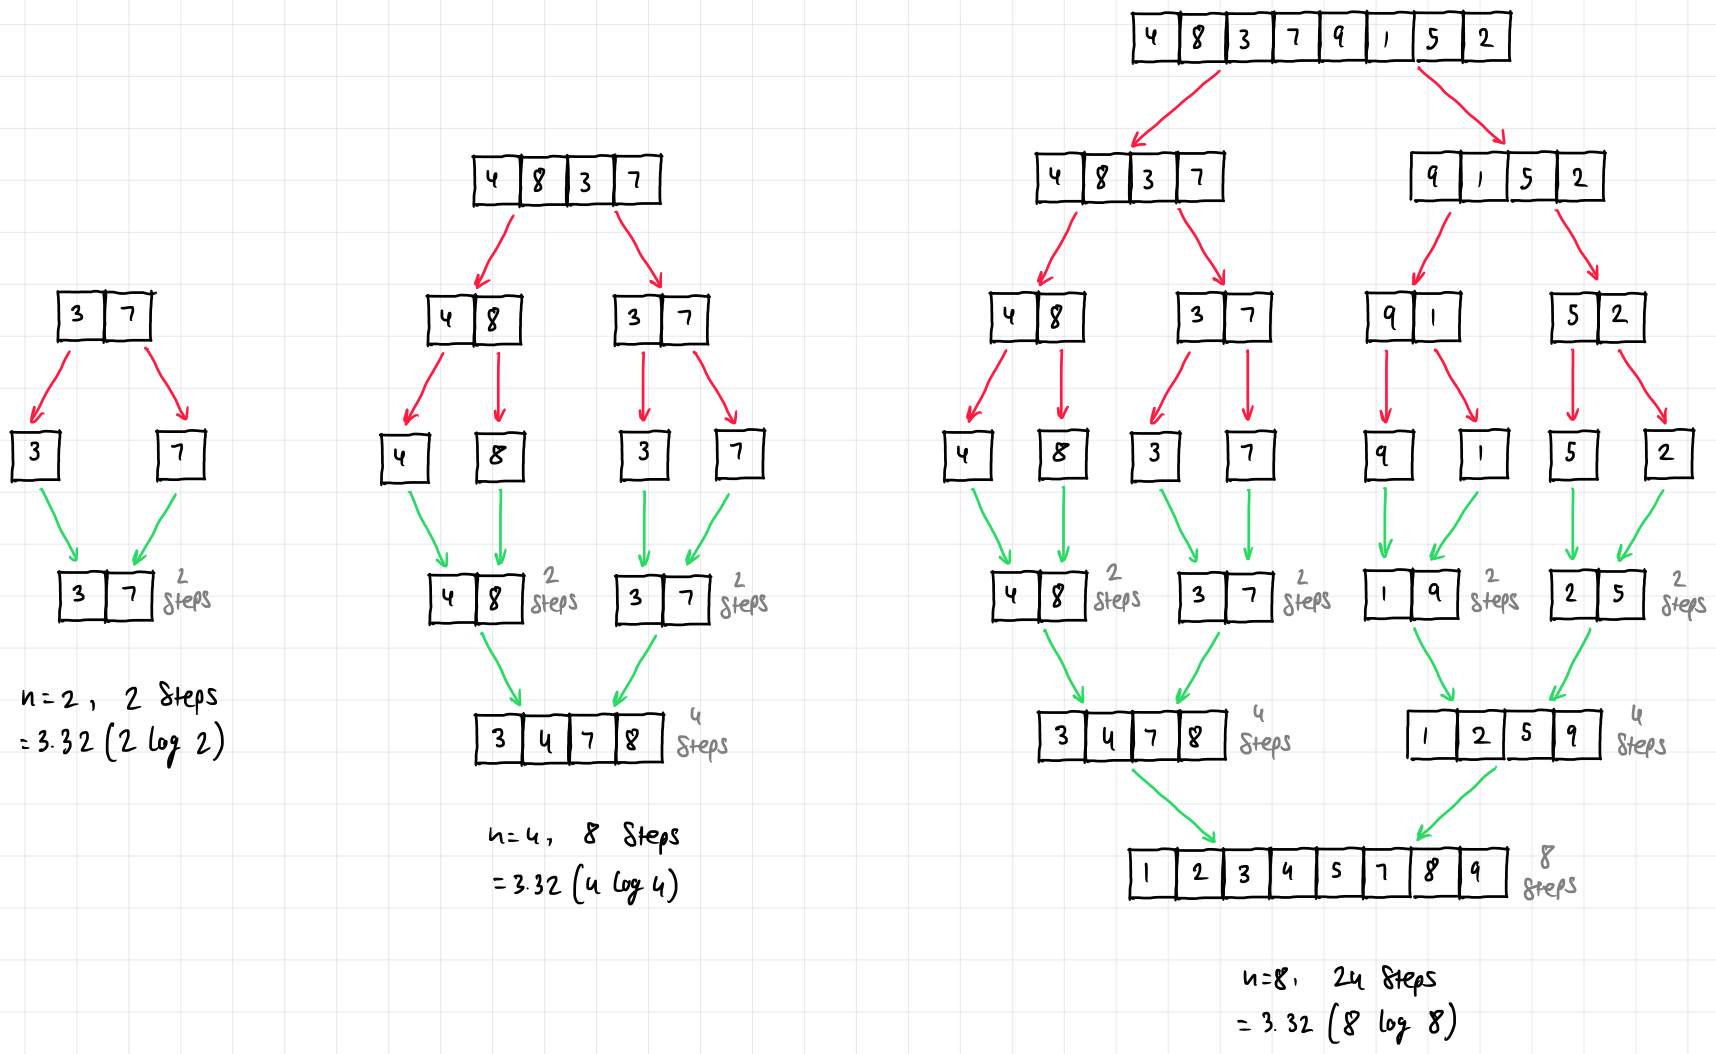 3 7
3
7
3 7
2
Steps
n=2, 2 Steps
=3.32 (2 log 2)
4 8 3 7
4 8
3 7
4
8
3
7
4 8
2
Steps
3 7
2
Steps
3 4 7 8
4
Steps
n=4, 8 Steps
=3.32 (4 log 4)
4 8 3 7 9 1 5 2
4 8 3 7
9 1 5 2
4 8
3 7
9 1
5 2
4
8
3
7
9
1
5
2
4 8
2
Steps
3 7
2
Steps
1 9
2
Steps
2 5
2
Steps
3 4 7 8
4
Steps
1 2 5 9
4
Steps
1 2 3 4 5 7 8 9
8
Steps
n=8, 24 Steps
= 3.32 (8 log 8)